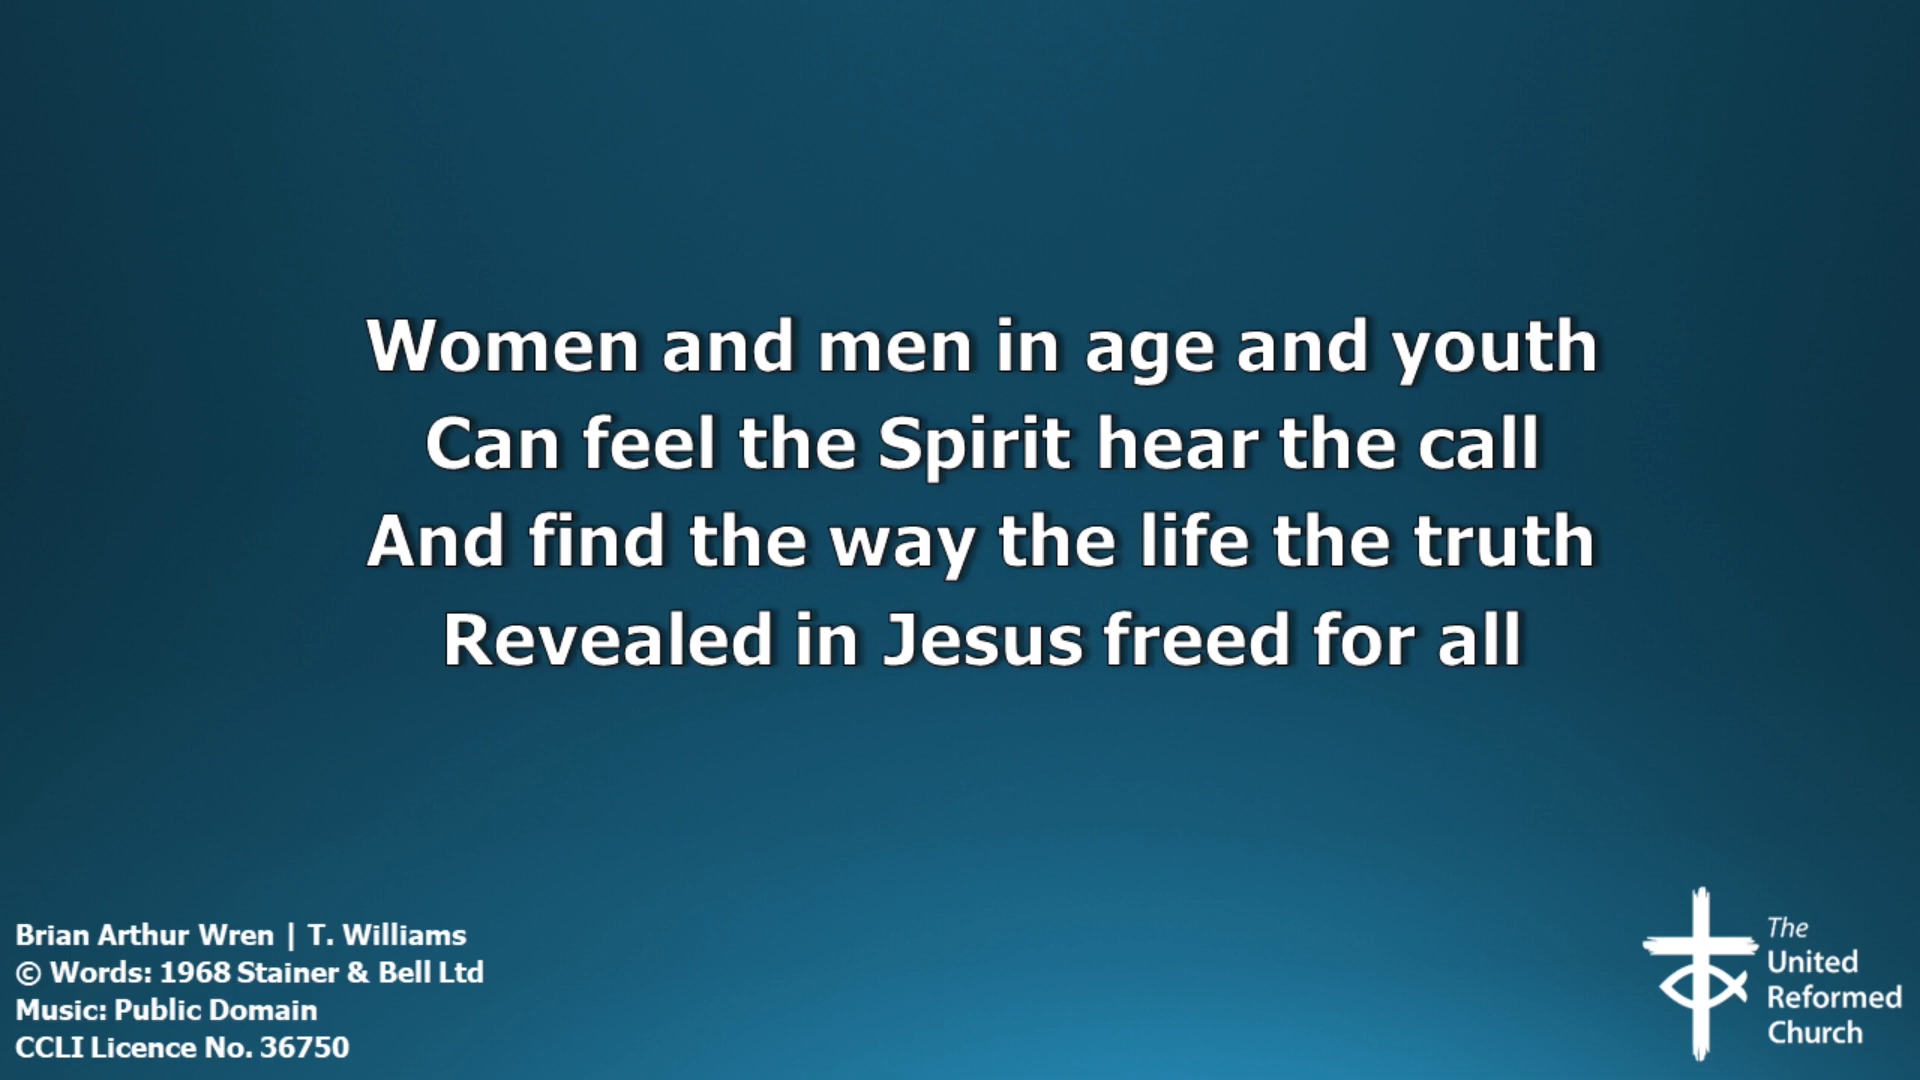 Women and men in age and youth
Can feel the Spirit hear the call
And find the way the life the truth
Revealed in Jesus freed for all
Brian Arthur Wren | T. Williams
© Words: 1968 Stainer & Bell Ltd
Music: Public Domain
CCLI Licence No. 36750
The
United
Reformed
Church